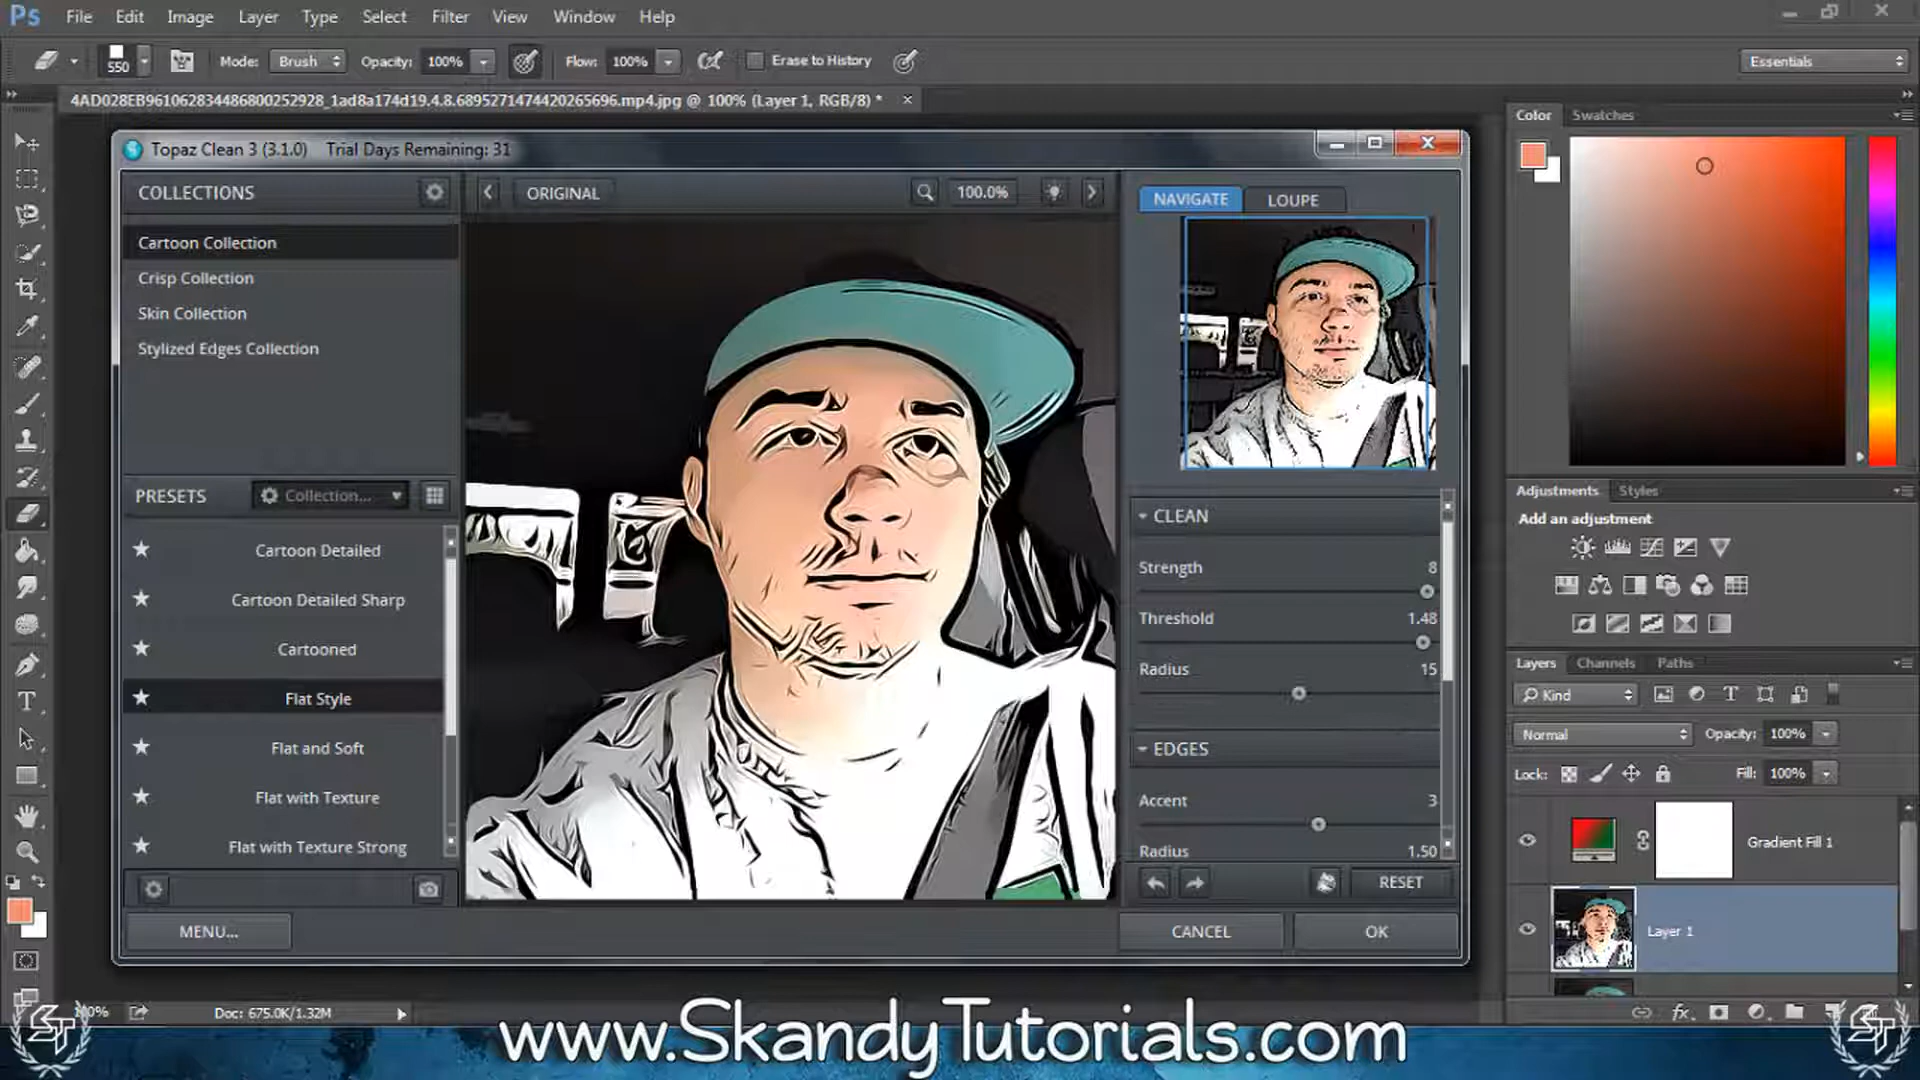 Ps File Edit Image Layer Type Select Filter View Window Help
550 Mode: Brush Opacity: 100% Flow: 100% Erase to History Essentials
4AD028EB961062834486800252928_1ad8a174d19.4.8.6895271474420265696.mp4.jpg @ 100% (Layer 1, RGB/8) *
Color Swatches
Topaz Clean 3 (3.1.0) Trial Days Remaining: 31
COLLECTIONS
ORIGINAL
100.0%
NAVIGATE LOUPE
Cartoon Collection
Crisp Collection
Skin Collection
Stylized Edges Collection
PRESETS Collection...
Cartoon Detailed
Cartoon Detailed Sharp
Cartooned
Flat Style
Flat and Soft
Flat with Texture
Flat with Texture Strong
MENU...
CLEAN
Strength 8
Threshold 1.48
Radius 15
EDGES
Accent 3
Radius 1.50
RESET
CANCEL OK
Adjustments Styles
Add an adjustment
Layers Channels Paths
Kind
Normal Opacity: 100%
Lock: Fill: 100%
Gradient Fill 1
Layer 1
fx
Doc: 675.0K/1.32M
ST
www.SkandyTutorials.com
ST